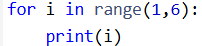 for i in range(1,6):
    print(i)